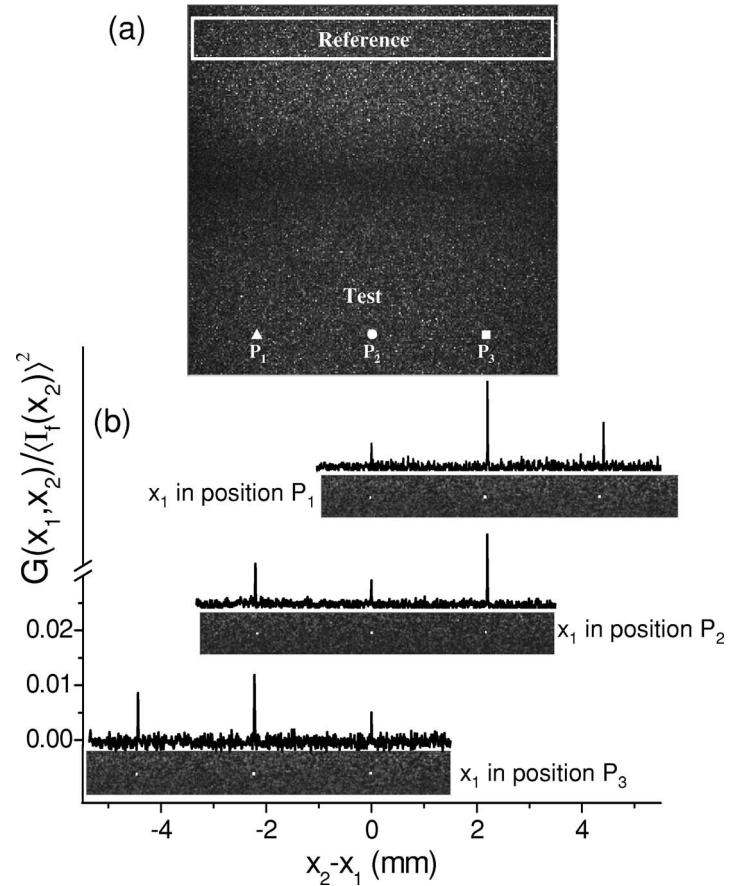 (a)
Reference
Test
P₁ P₂ P₃
(b)
G(x₁,x₂)/⟨I_f(x₂)⟩²
x₁ in position P₁
x₁ in position P₂
0.02
0.01
0.00
x₁ in position P₃
-4 -2 0 2 4
x₂-x₁ (mm)